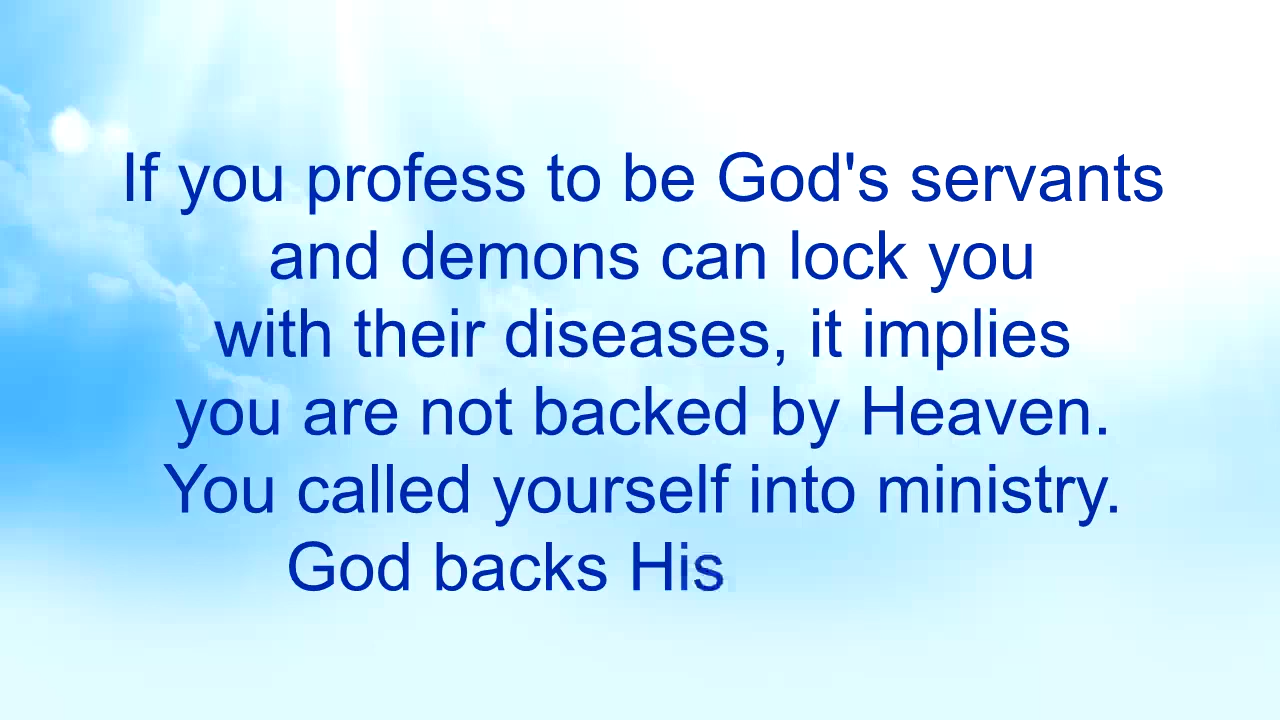 If you profess to be God's servants
and demons can lock you
with their diseases, it implies
you are not backed by Heaven.
You called yourself into ministry.
God backs His